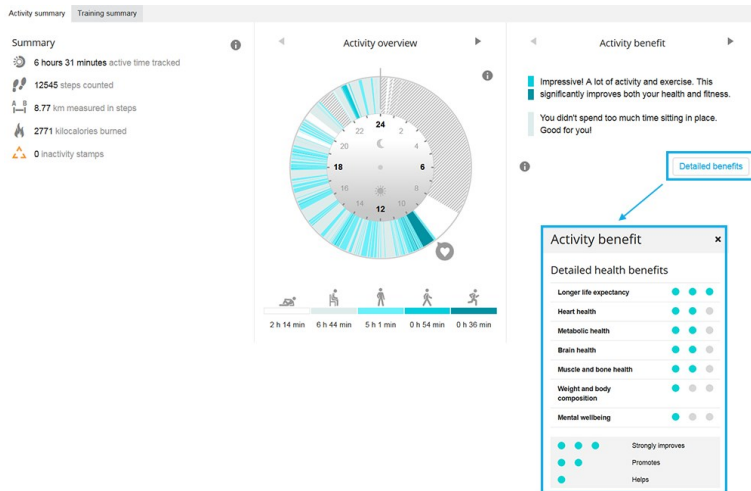 Activity summary
Training summary
Summary
6 hours 31 minutes active time tracked
12545 steps counted
A B
8.77 km measured in steps
2771 kilocalories burned
0 inactivity stamps
Activity overview
24
22 2
20 4
18 6
16 8
14 10
12
2 h 14 min 6 h 44 min 5 h 1 min 0 h 54 min 0 h 36 min
Activity benefit
Impressive! A lot of activity and exercise. This
significantly improves both your health and fitness.
You didn't spend too much time sitting in place.
Good for you!
Detailed benefits
Activity benefit
Detailed health benefits
Longer life expectancy
Heart health
Metabolic health
Brain health
Muscle and bone health
Weight and body
composition
Mental wellbeing
Strongly improves
Promotes
Helps